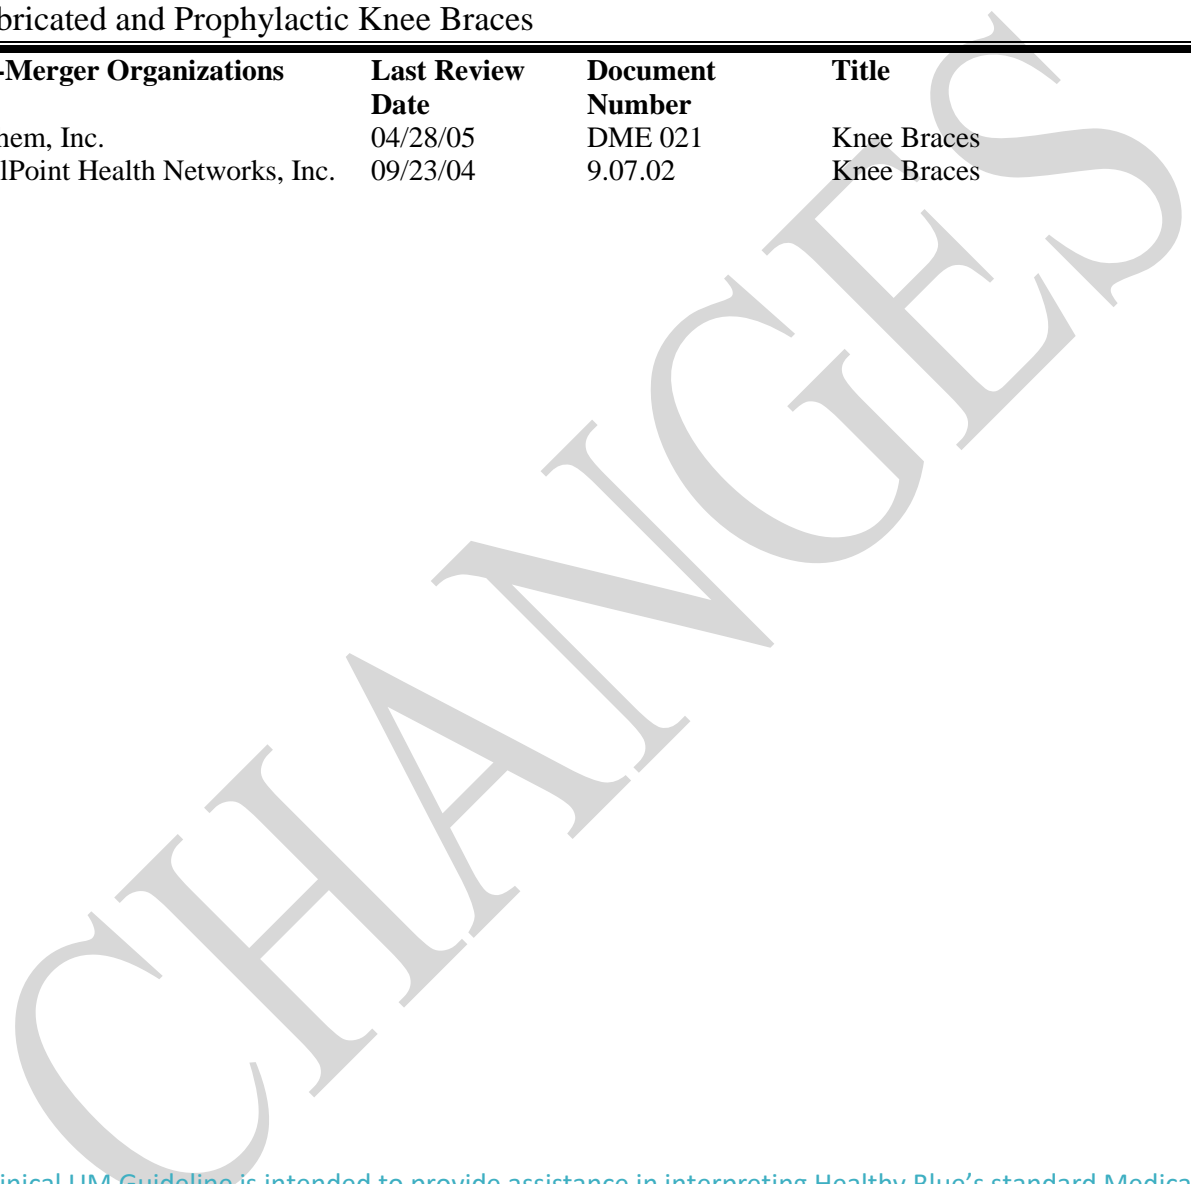 bricated and Prophylactic Knee Braces
-Merger Organizations Last Review Document Title
Date Number
hem, Inc. 04/28/05 DME 021 Knee Braces
lPoint Health Networks, Inc. 09/23/04 9.07.02 Knee Braces
CHANGES
inical UM Guideline is intended to provide assistance in interpreting Healthy Blue's standard Medica